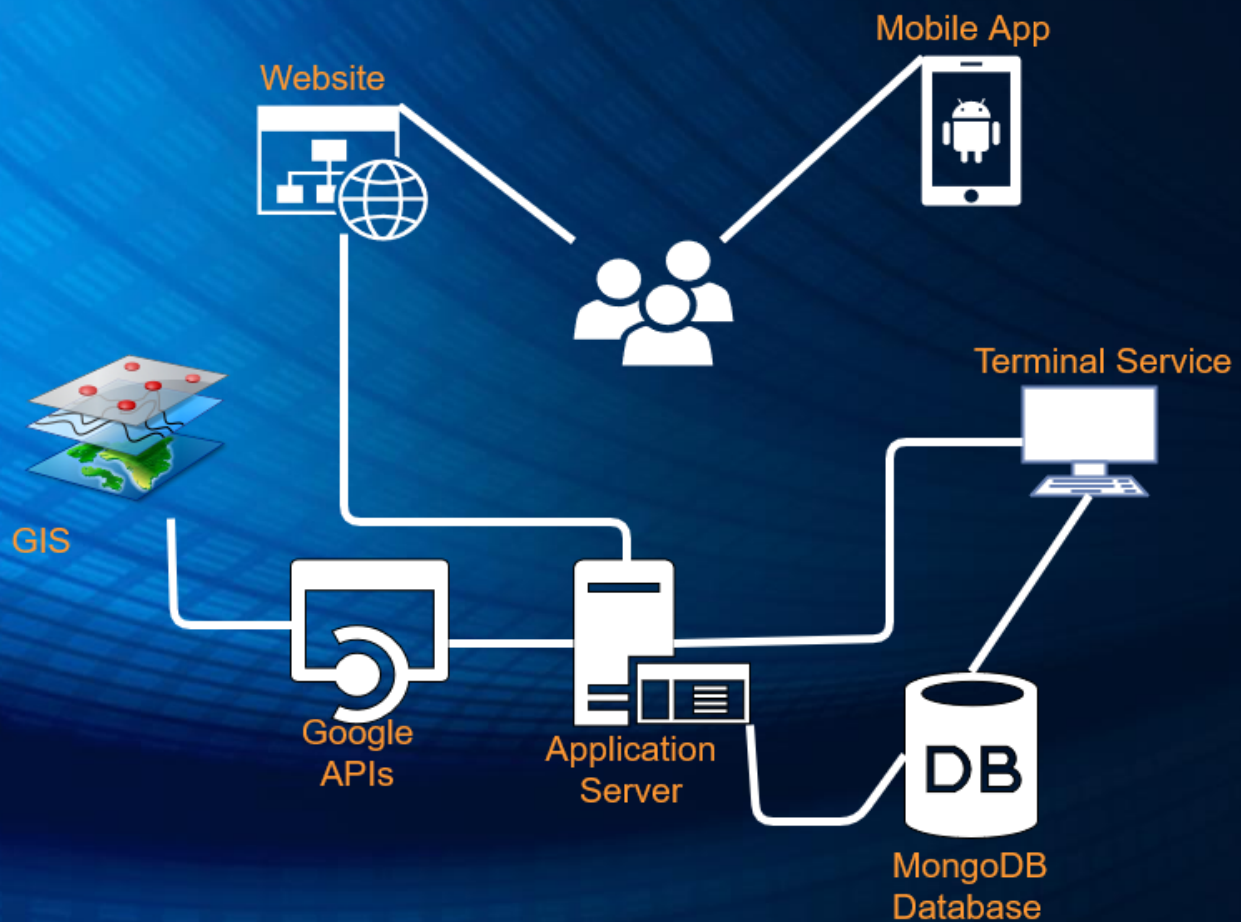 Mobile App
Website
Terminal Service
GIS
Google
APIs
Application
Server
DB
MongoDB
Database